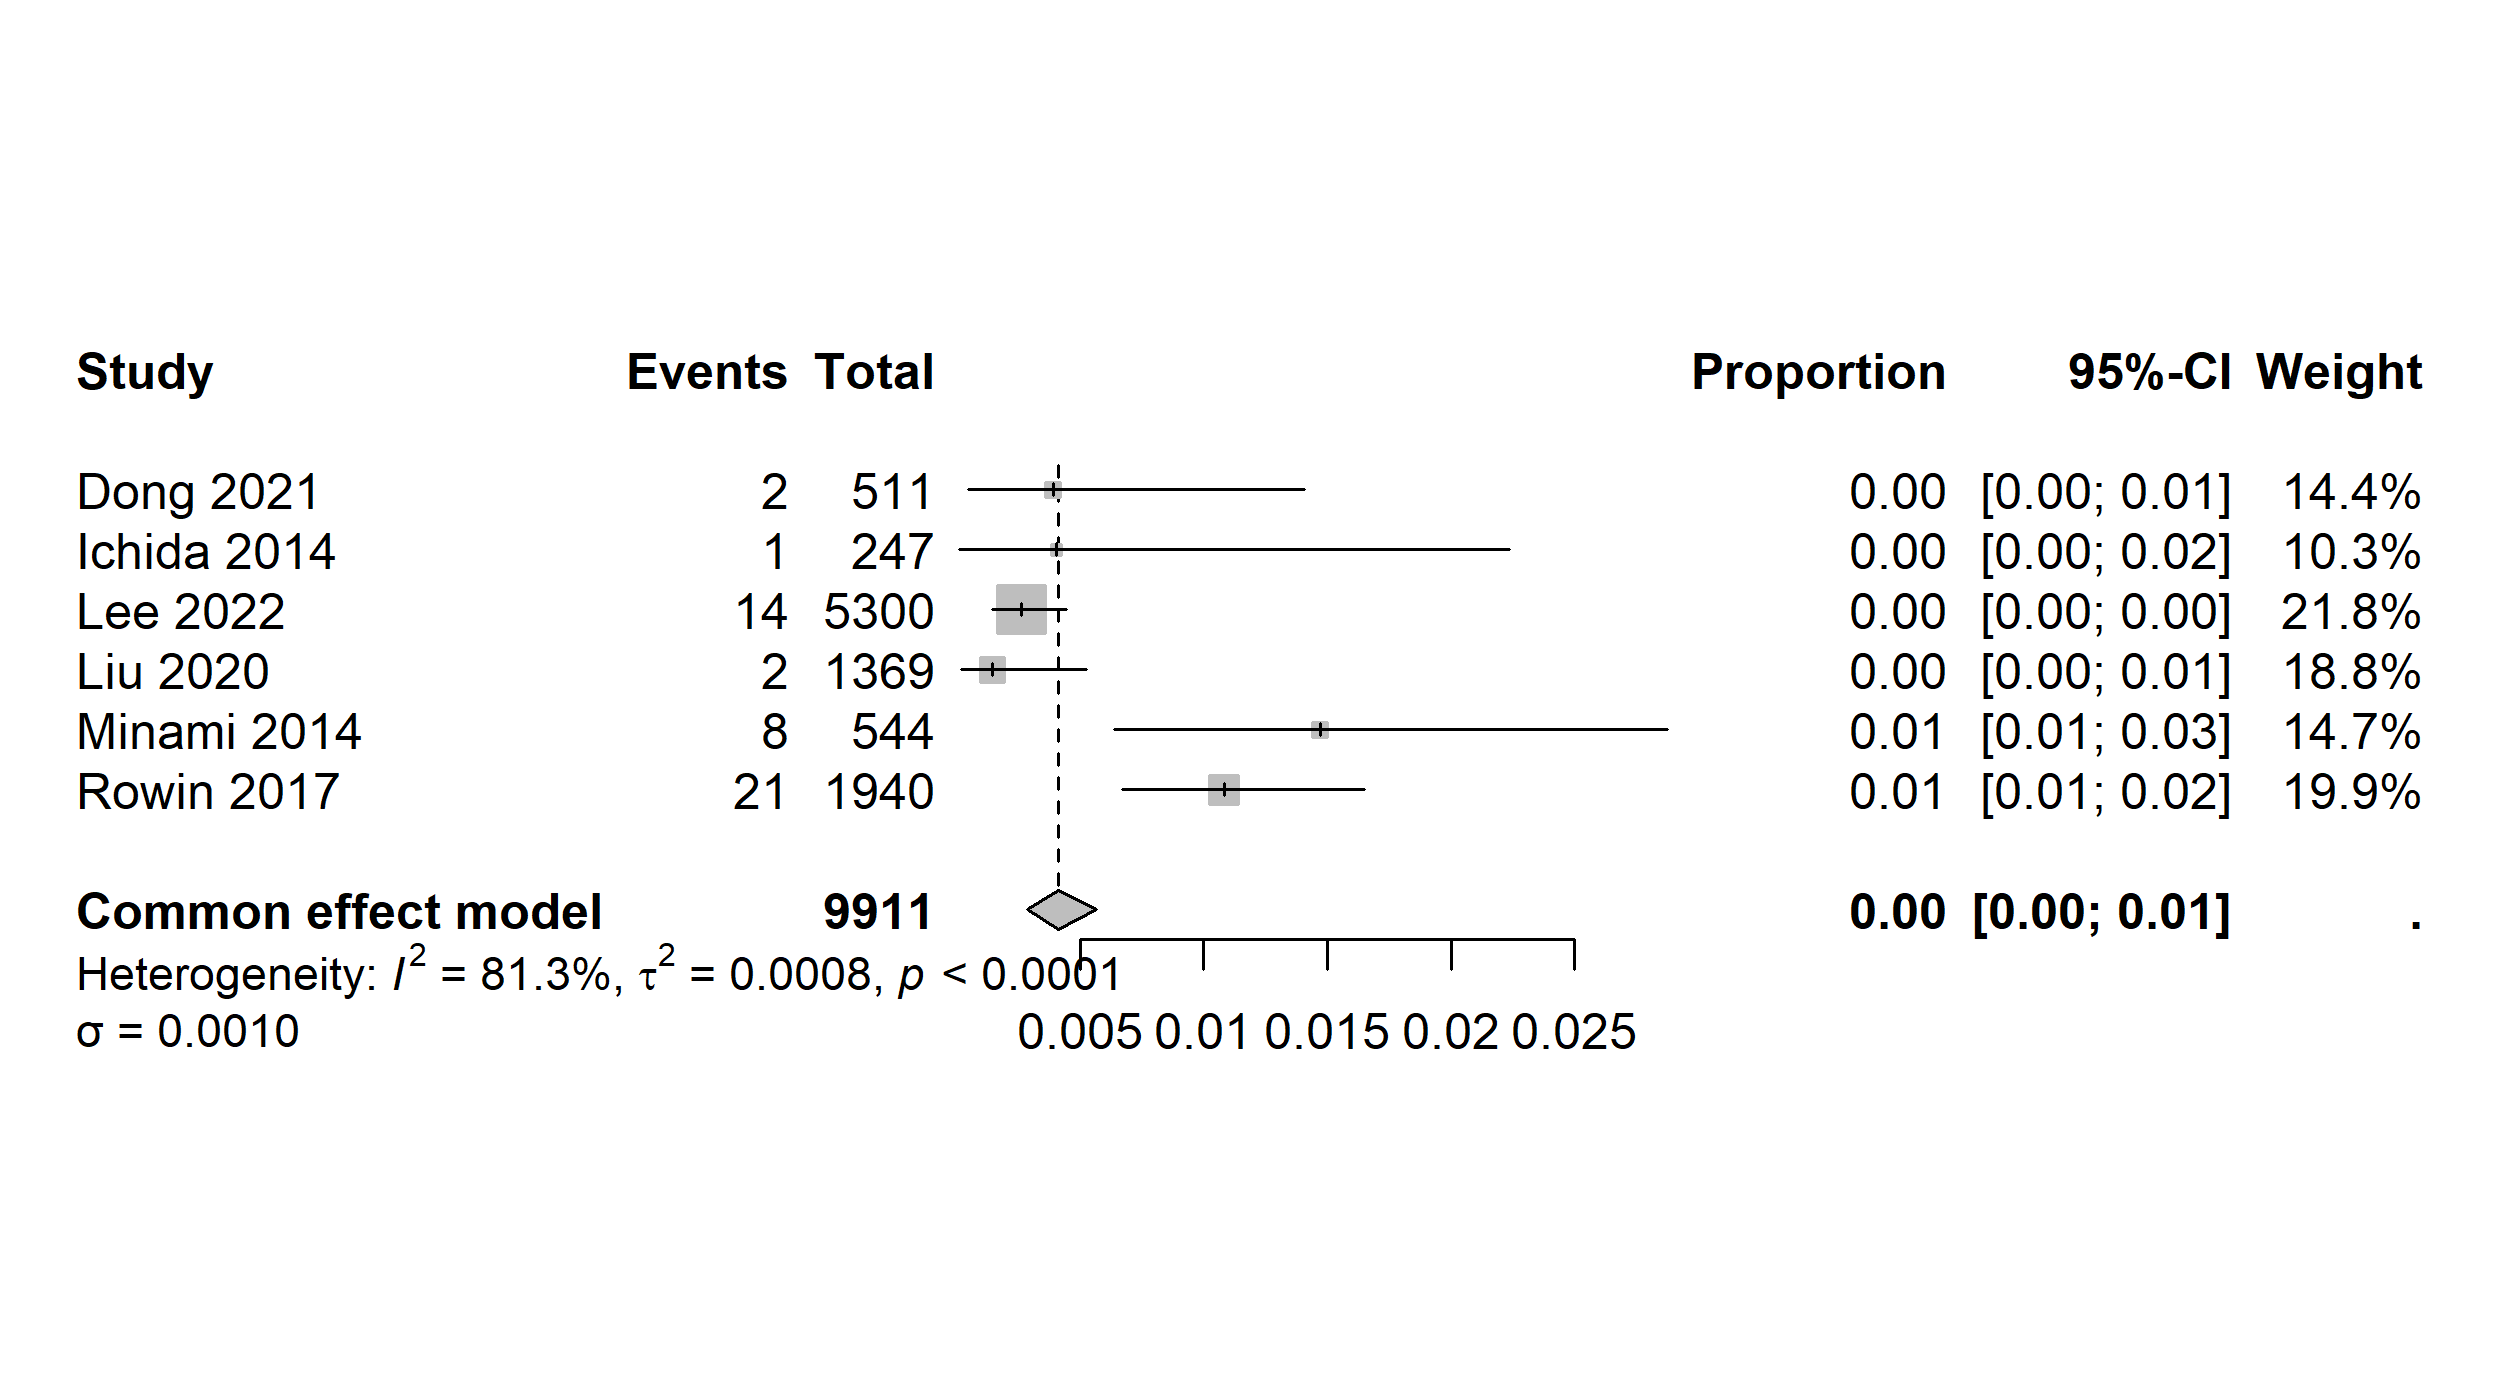 Study Events Total Proportion 95%-CI Weight
Dong 2021 2 511 0.00 [0.00; 0.01] 14.4%
Ichida 2014 1 247 0.00 [0.00; 0.02] 10.3%
Lee 2022 14 5300 0.00 [0.00; 0.00] 21.8%
Liu 2020 2 1369 0.00 [0.00; 0.01] 18.8%
Minami 2014 8 544 0.01 [0.01; 0.03] 14.7%
Rowin 2017 21 1940 0.01 [0.01; 0.02] 19.9%
Common effect model 9911 0.00 [0.00; 0.01] .
Heterogeneity: I² = 81.3%, τ² = 0.0008, p < 0.0001
σ = 0.0010 0.005 0.01 0.015 0.02 0.025